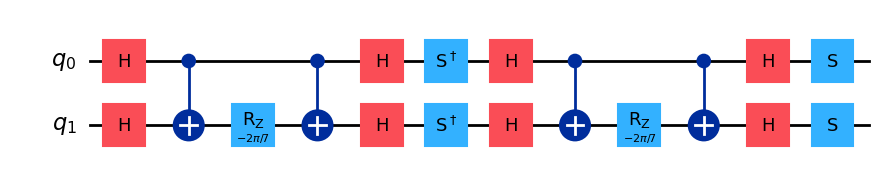 q₀ H H S† H H S
q₁ H R_Z -2π/7 H S† H R_Z -2π/7 H S